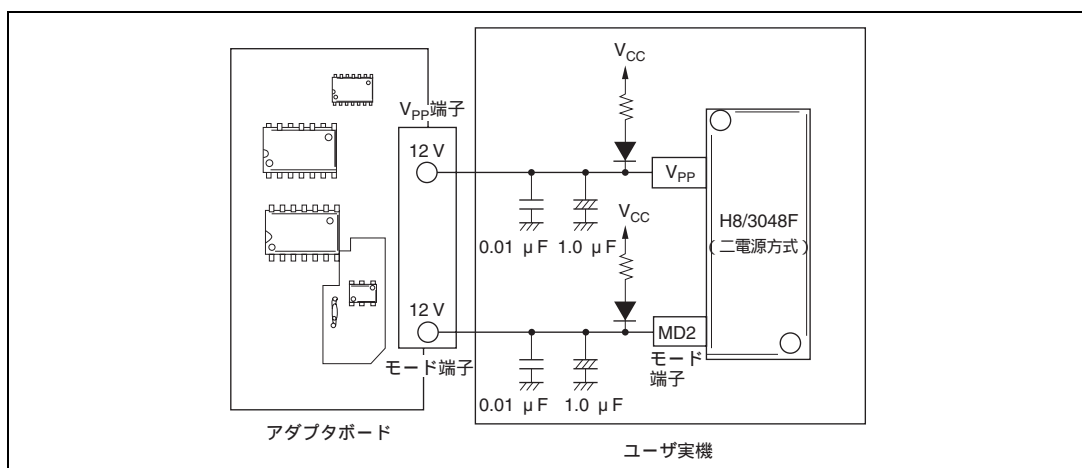 V_CC
V_PP端子
12 V
V_PP
V_CC
H8/3048F
(二電源方式)
0.01 μF 1.0 μF
12 V
MD2
モード端子
モード
端子
0.01 μF 1.0 μF
アダプタボード
ユーザ実機